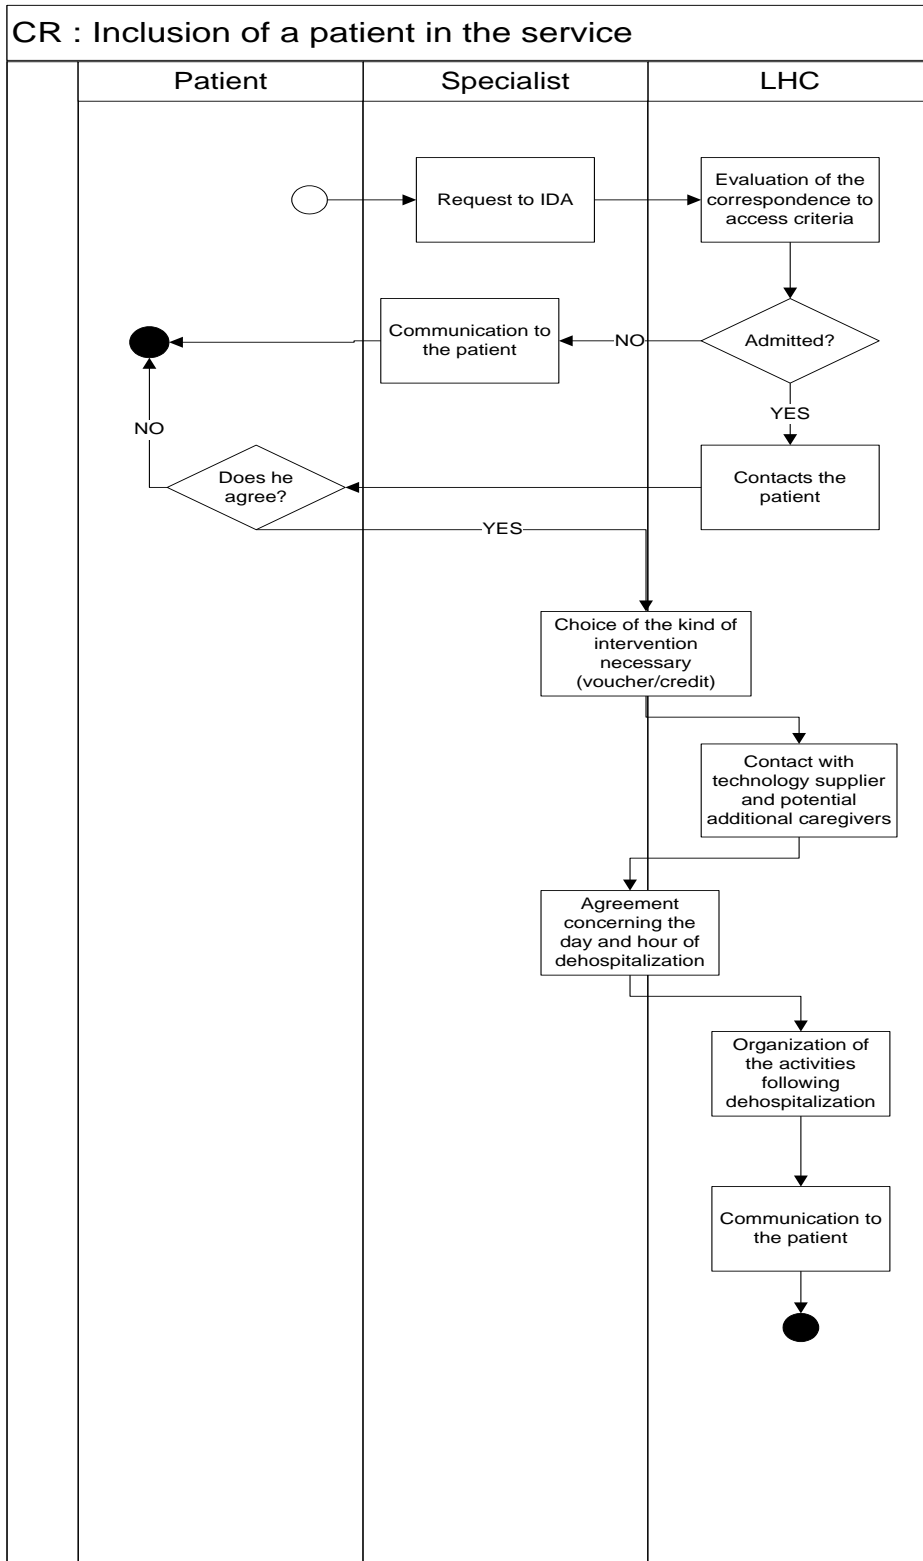 CR : Inclusion of a patient in the service
Patient
Specialist
LHC
Request to IDA
Evaluation of the
correspondence to
access criteria
Communication to
the patient
NO
Admitted?
YES
NO
Does he
agree?
Contacts the
patient
YES
Choice of the kind of
intervention
necessary
(voucher/credit)
Contact with
technology supplier
and potential
additional caregivers
Agreement
concerning the
day and hour of
dehospitalization
Organization of
the activities
following
dehospitalization
Communication to
the patient